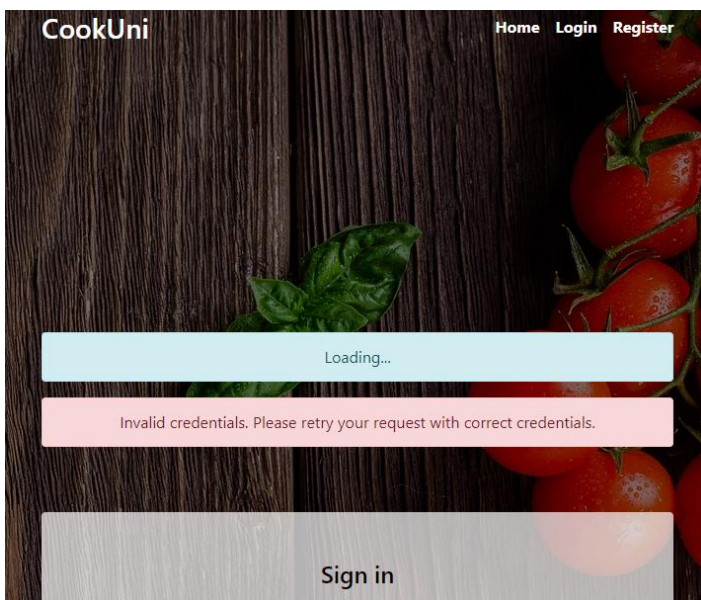 CookUni
Home Login Register
Loading...
Invalid credentials. Please retry your request with correct credentials.
Sign in